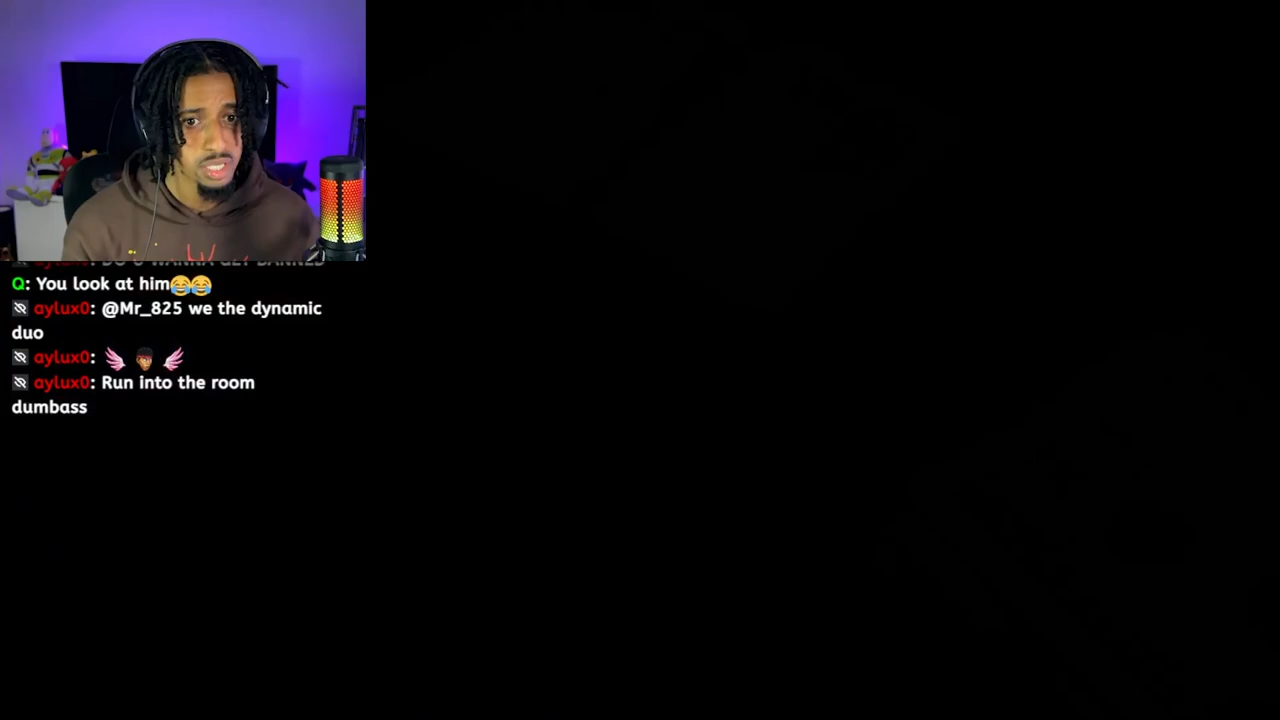 Q: You look at him😂😂
aylux0: @Mr_825 we the dynamic
duo
aylux0:
aylux0: Run into the room
dumbass